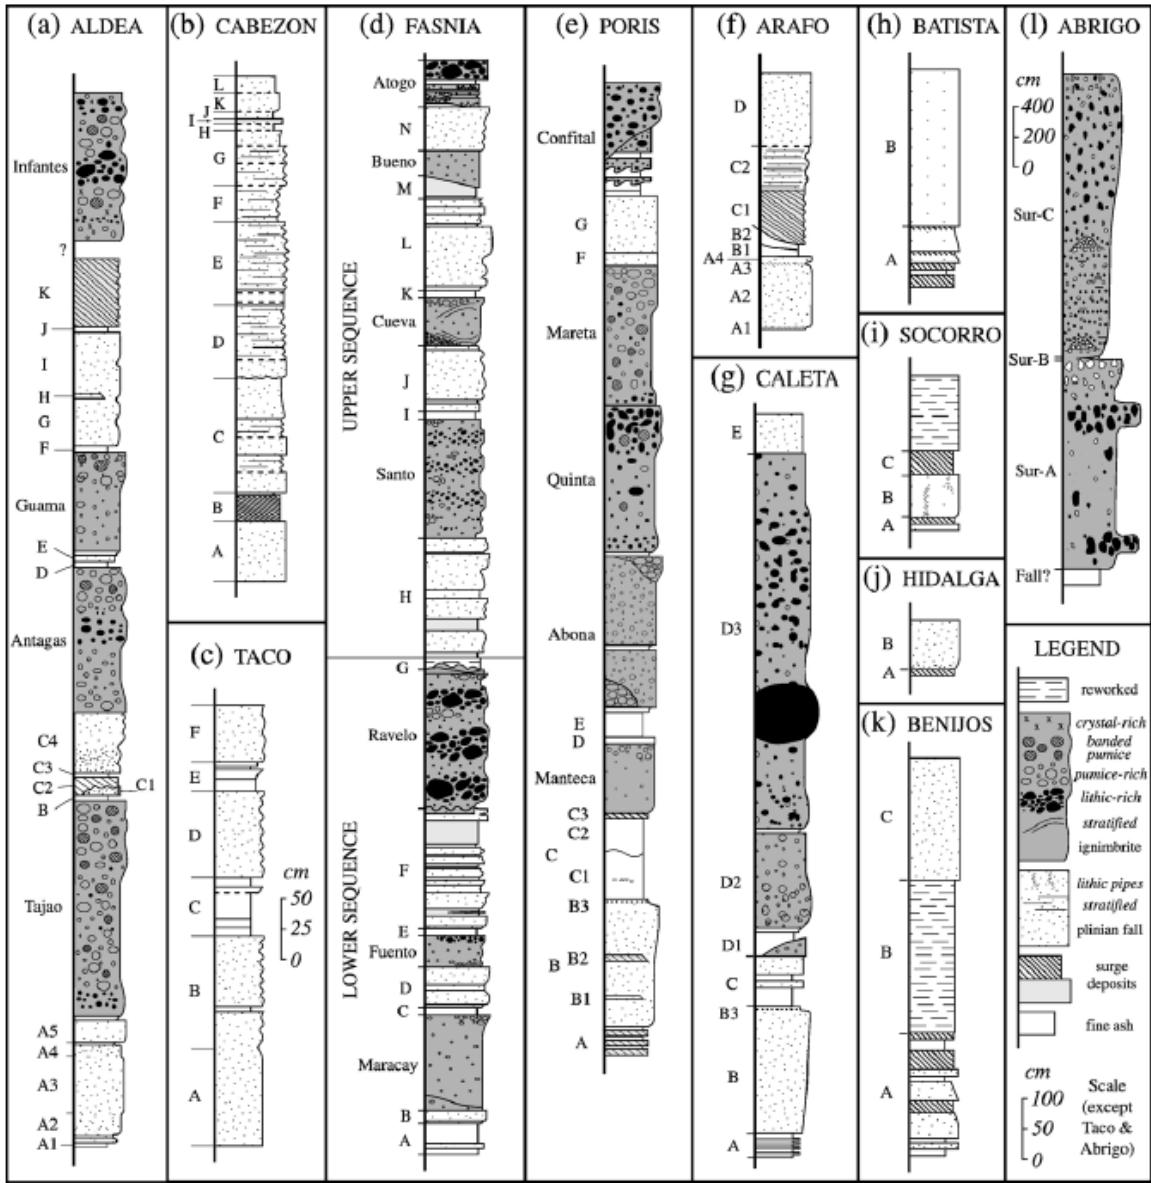 (a) ALDEA
Infantes
?
K
J
I
H
G
F
Guama
E
D
Antagas
C4
C3
C2
C1
B
Tajao
A5
A4
A3
A2
A1
(b) CABEZON
L
K
J
I
H
G
F
E
D
C
B
A
(c) TACO
F
E
D
C
B
A
cm
50
25
0
(d) FASNIA
UPPER SEQUENCE
LOWER SEQUENCE
Atogo
N
Bueno
M
L
K
Cueva
J
I
Santo
H
G
Ravelo
F
E
Fuento
D
C
Maracay
B
A
(e) PORIS
Confital
G
F
Mareta
Quinta
Abona
E
D
Manteca
C3
C2
C
C1
B3
B2
B
B1
A
(f) ARAFO
D
C2
C1
B2
B1
A4
A3
A2
A1
(g) CALETA
E
D3
D2
D1
C
B3
B
A
(h) BATISTA
B
A
(i) SOCORRO
C
B
A
(j) HIDALGA
B
A
(k) BENIJOS
C
B
A
(l) ABRIGO
cm
400
200
0
Sur-C
Sur-B
Sur-A
Fall?
LEGEND
reworked
crystal-rich
banded
pumice
pumice-rich
lithic-rich
stratified
ignimbrite
lithic pipes
stratified
plinian fall
surge
deposits
fine ash
cm
100
50
0
Scale
(except
Taco &
Abrigo)